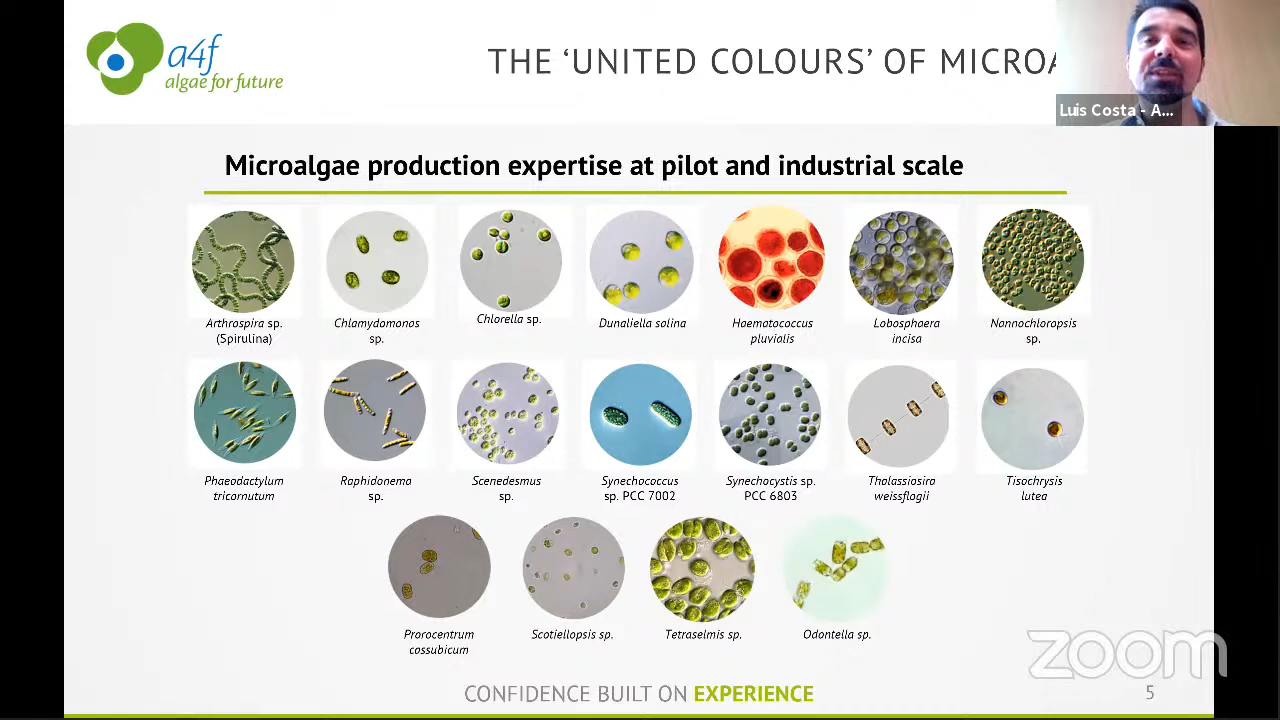 a4f
algae for future
THE ‘UNITED COLOURS’ OF MICROA
Luis Costa - A...
Microalgae production expertise at pilot and industrial scale
Arthrospira sp.
(Spirulina)
Chlamydomonas
sp.
Chlorella sp.
Dunaliella salina
Haematococcus
pluvialis
Lobosphaera
incisa
Nannochloropsis
sp.
Phaeodactylum
tricornutum
Raphidonema
sp.
Scenedesmus
sp.
Synechococcus
sp. PCC 7002
Synechocystis sp.
PCC 6803
Thalassiosira
weissflogii
Tisochrysis
lutea
Prorocentrum
cassubicum
Scotiellopsis sp.
Tetraselmis sp.
Odontella sp.
zoom
CONFIDENCE BUILT ON EXPERIENCE
5